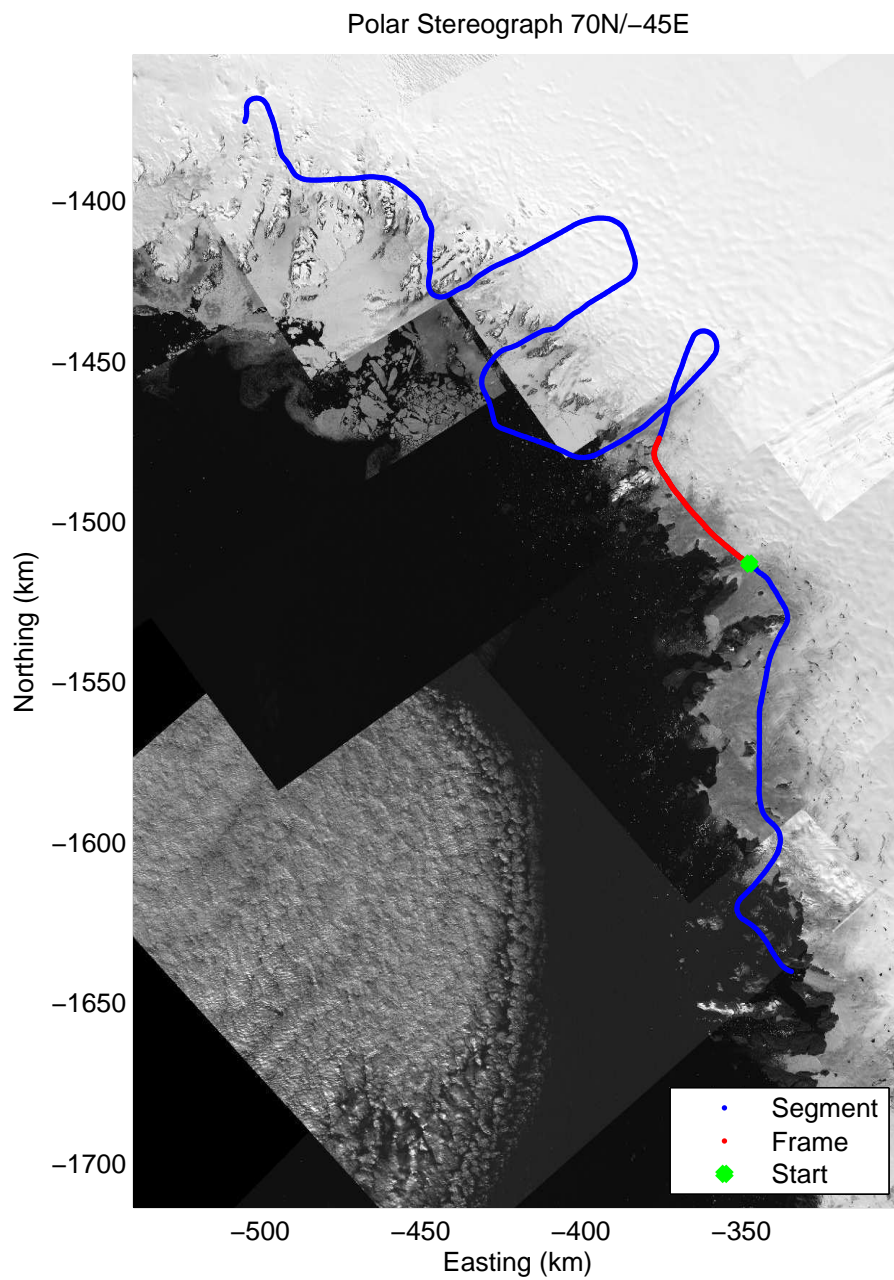 Polar Stereograph 70N/−45E
−1400
−1450
−1500
−1550
−1600
−1650
−1700
Northing (km)
−500
−450
−400
−350
Easting (km)
Segment
Frame
Start